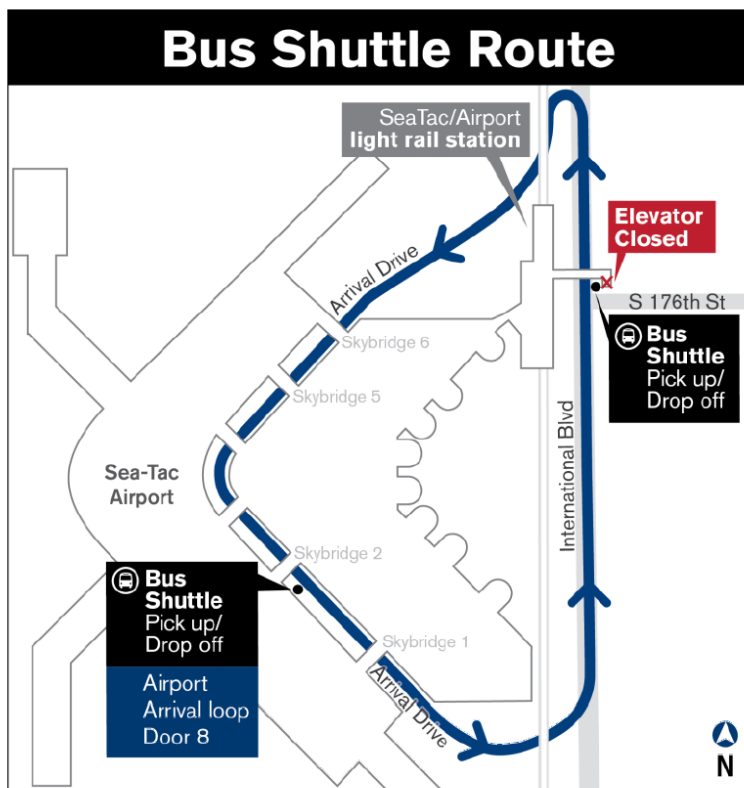 Bus Shuttle Route
SeaTac/Airport
light rail station
Elevator
Closed
Arrival Drive
S 176th St
Bus
Shuttle
Pick up/
Drop off
Skybridge 6
Skybridge 5
International Blvd
Sea-Tac
Airport
Skybridge 2
Bus
Shuttle
Pick up/
Drop off
Airport
Arrival loop
Door 8
Skybridge 1
Arrival Drive
N